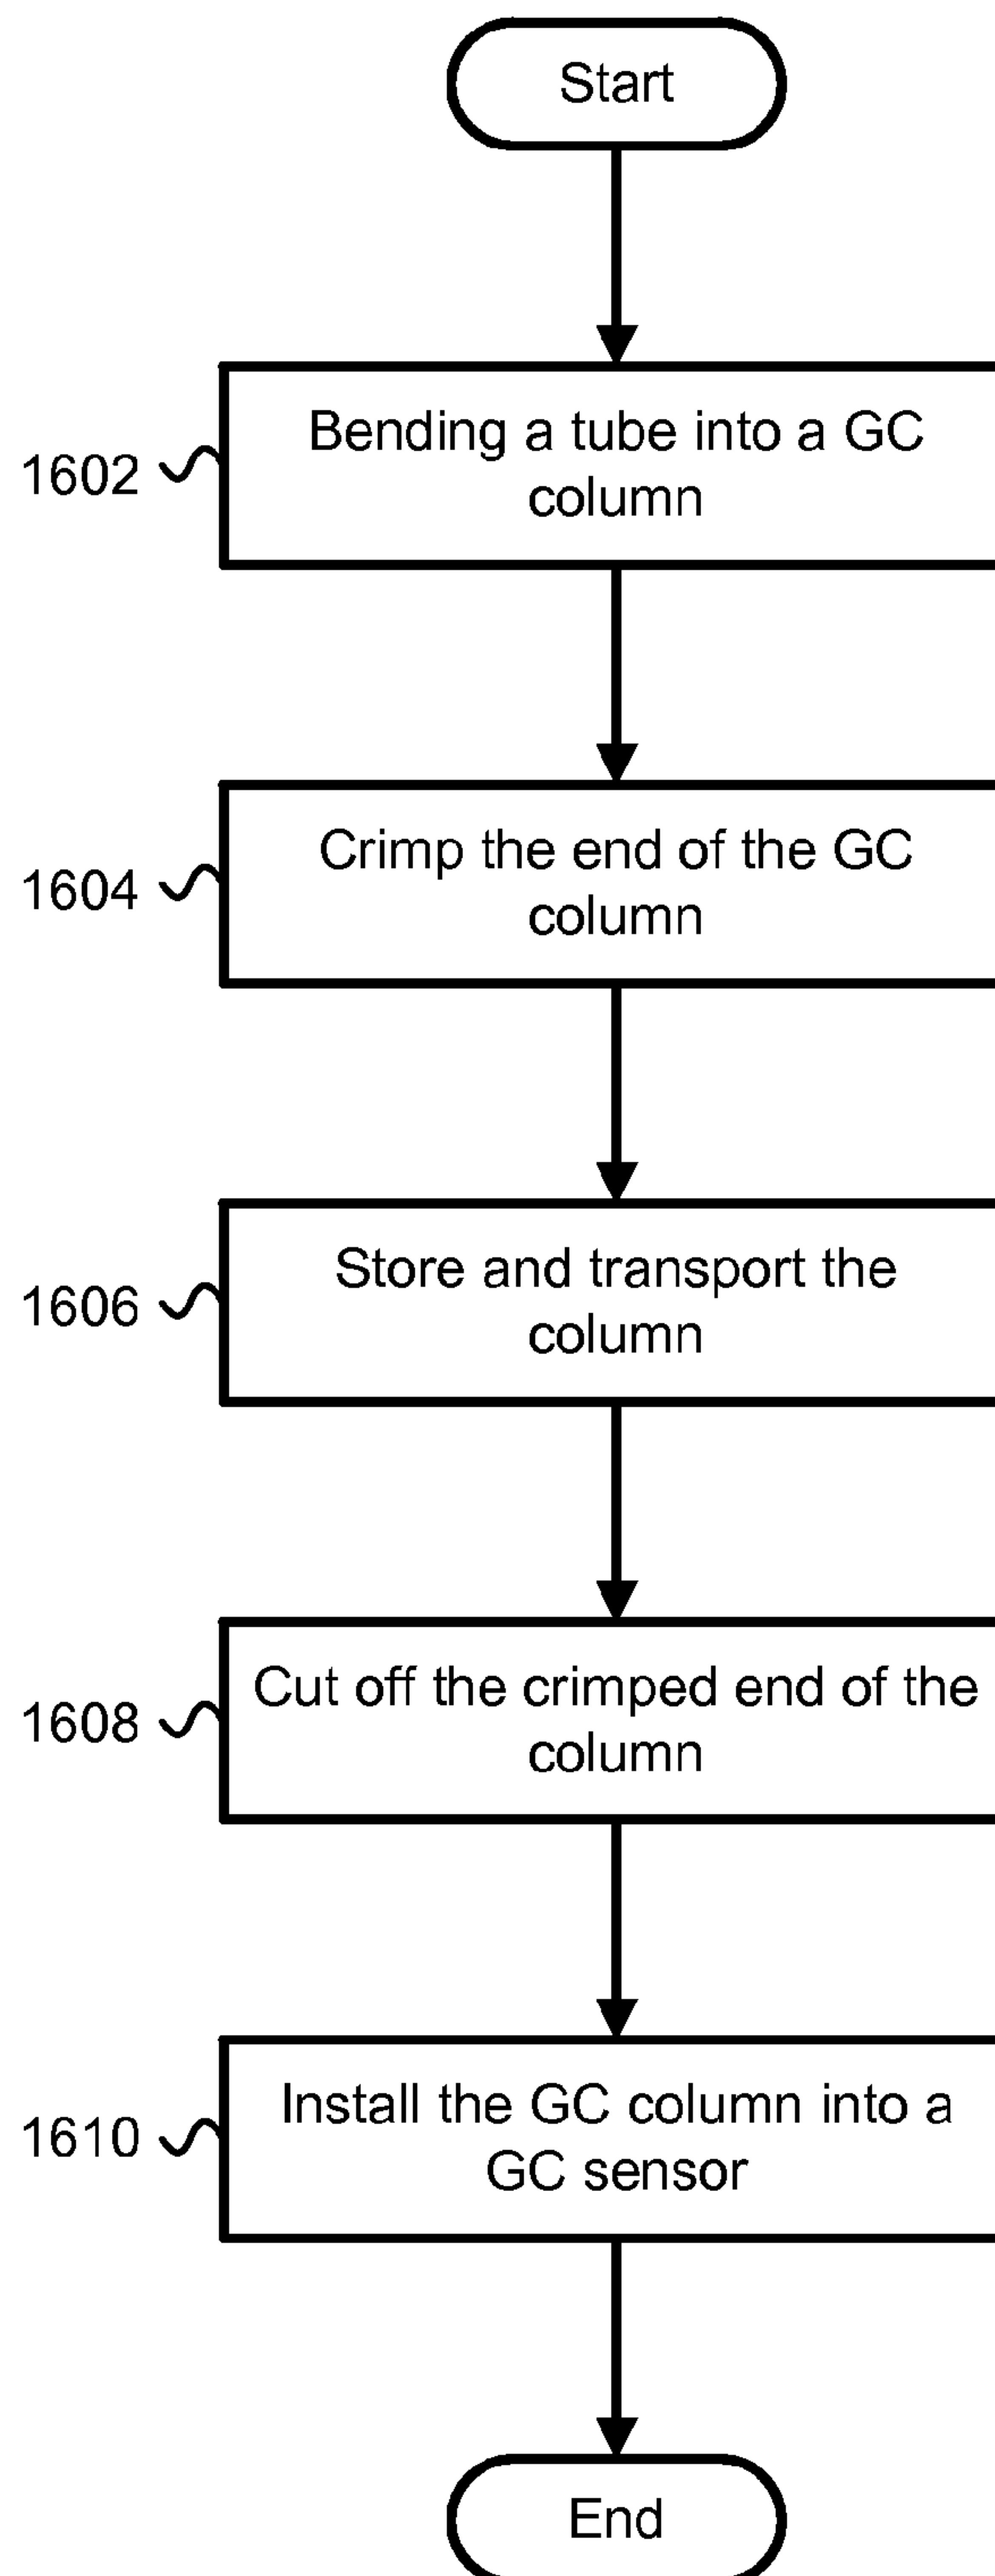 Start
Bending a tube into a GC
column
1602
Crimp the end of the GC
column
1604
Store and transport the
column
1606
Cut off the crimped end of the
column
1608
Install the GC column into a
GC sensor
1610
End